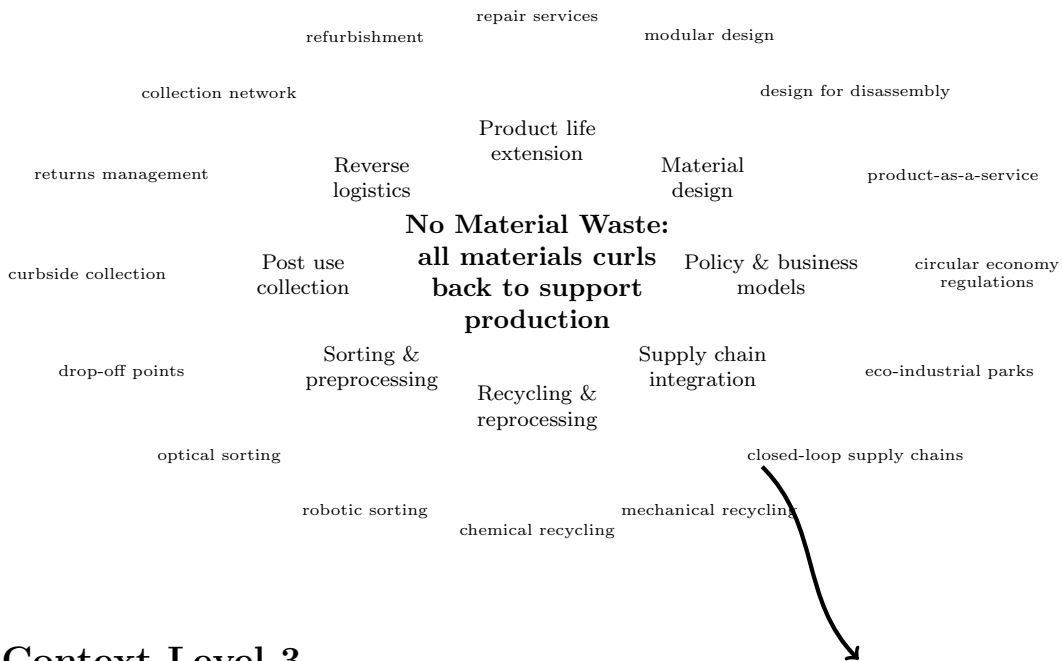 repair services
refurbishment
modular design
collection network
design for disassembly
Product life
extension
Reverse
logistics
Material
design
returns management
product-as-a-service
No Material Waste:
all materials curls
back to support
production
Post use
collection
Policy & business
models
curbside collection
circular economy
regulations
Sorting &
preprocessing
Supply chain
integration
drop-off points
eco-industrial parks
Recycling &
reprocessing
optical sorting
closed-loop supply chains
robotic sorting
mechanical recycling
chemical recycling
Context Level 3